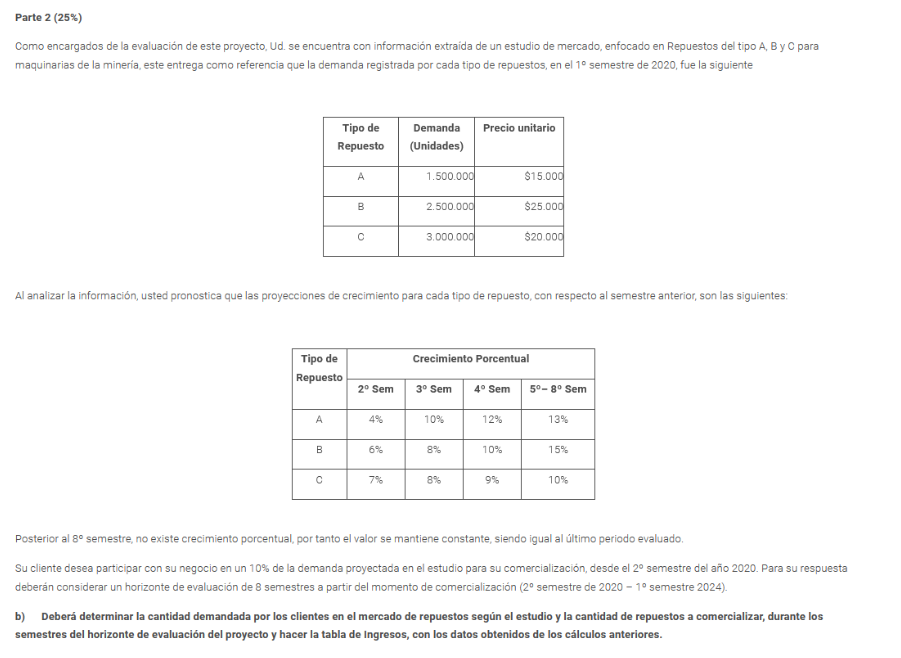 Parte 2 (25%)
Como encargados de la evaluación de este proyecto, Ud. se encuentra con información extraída de un estudio de mercado, enfocado en Repuestos del tipo A, B y C para
maquinarias de la minería, este entrega como referencia que la demanda registrada por cada tipo de repuestos, en el 1º semestre de 2020, fue la siguiente
Tipo de Repuesto Demanda (Unidades) Precio unitario
A 1.500.000 $15.000
B 2.500.000 $25.000
C 3.000.000 $20.000
Al analizar la información, usted pronostica que las proyecciones de crecimiento para cada tipo de repuesto, con respecto al semestre anterior, son las siguientes:
Tipo de Repuesto Crecimiento Porcentual
2º Sem 3º Sem 4º Sem 5º– 8º Sem
A 4% 10% 12% 13%
B 6% 8% 10% 15%
C 7% 8% 9% 10%
Posterior al 8º semestre, no existe crecimiento porcentual, por tanto el valor se mantiene constante, siendo igual al último periodo evaluado.
Su cliente desea participar con su negocio en un 10% de la demanda proyectada en el estudio para su comercialización, desde el 2º semestre del año 2020. Para su respuesta
deberán considerar un horizonte de evaluación de 8 semestres a partir del momento de comercialización (2º semestre de 2020 – 1º semestre 2024).
b) Deberá determinar la cantidad demandada por los clientes en el mercado de repuestos según el estudio y la cantidad de repuestos a comercializar, durante los
semestres del horizonte de evaluación del proyecto y hacer la tabla de Ingresos, con los datos obtenidos de los cálculos anteriores.